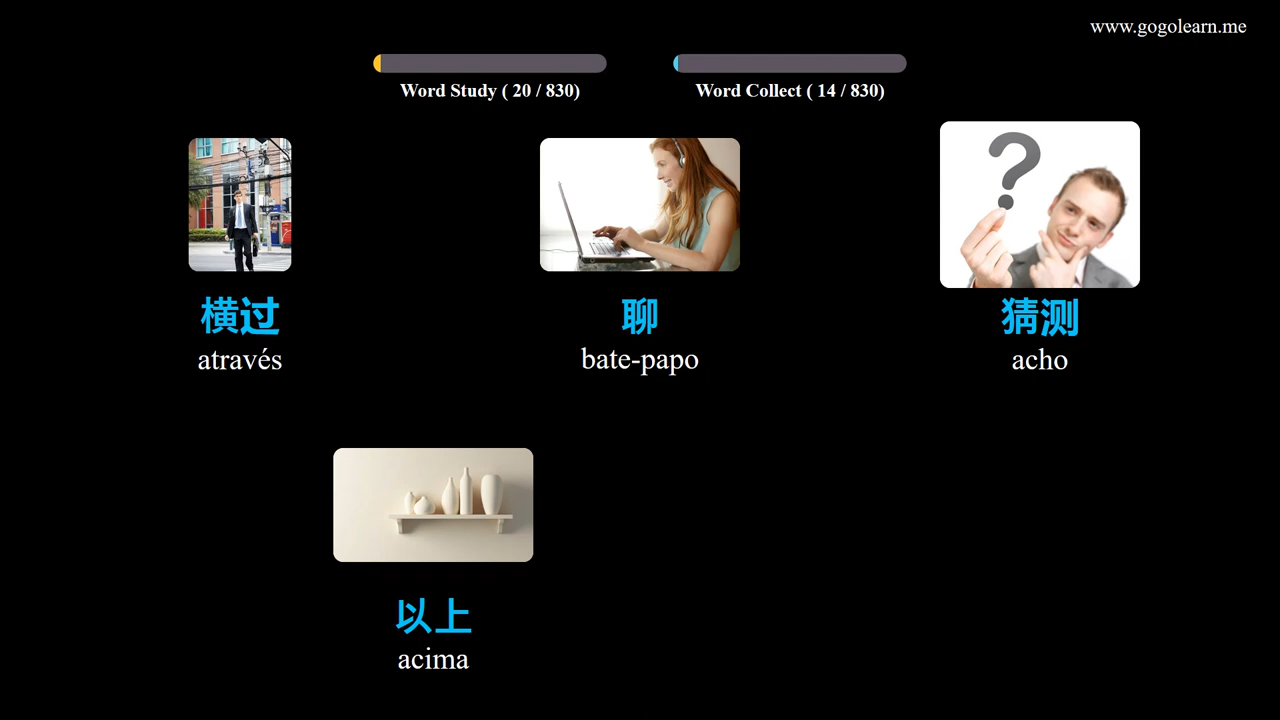 www.gogolearn.me
Word Study ( 20 / 830)
Word Collect ( 14 / 830)
横过
através
聊
bate-papo
猜测
acho
以上
acima